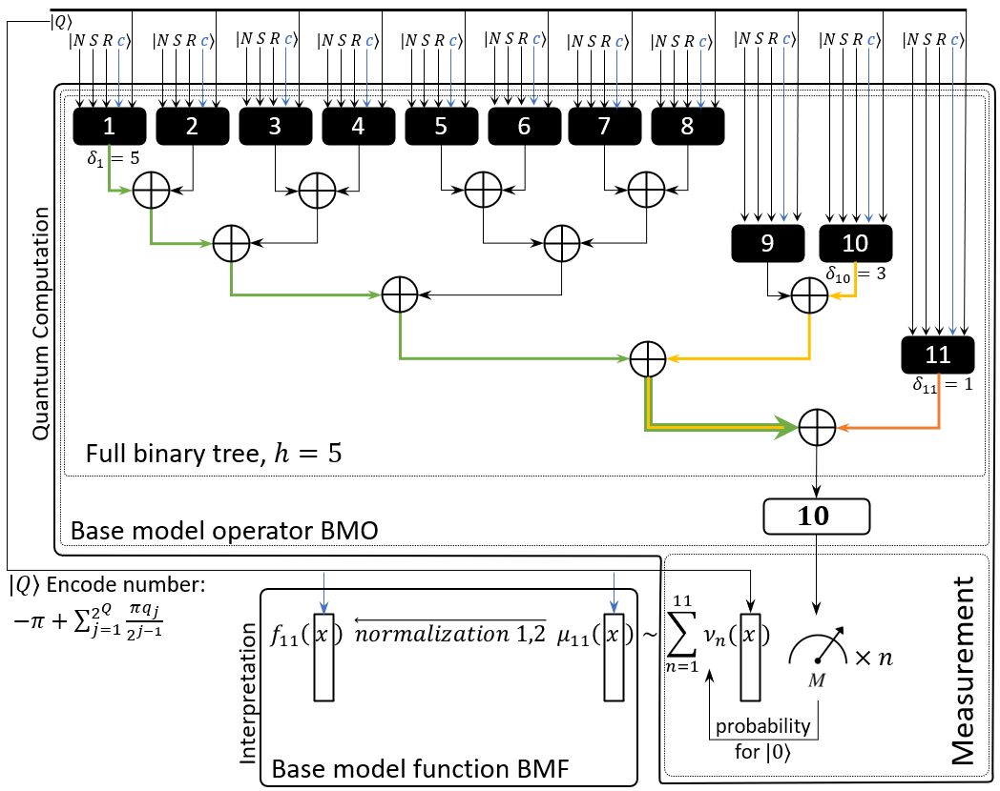 |Q⟩
|N S R c⟩ |N S R c⟩ |N S R c⟩ |N S R c⟩ |N S R c⟩ |N S R c⟩ |N S R c⟩ |N S R c⟩ |N S R c⟩ |N S R c⟩ |N S R c⟩
1 2 3 4 5 6 7 8
δ₁ = 5
9 10
δ₁₀ = 3
11
δ₁₁ = 1
Quantum Computation
Full binary tree, h = 5
10
Base model operator BMO
|Q⟩ Encode number:
−π + ∑_{j=1}^{2^Q} πq_j / 2^{j−1}
Interpretation
f₁₁(x) normalization 1,2 μ₁₁(x) ~ ∑_{n=1}^{11} ν_n(x) M × n
probability
for |0⟩
Base model function BMF
Measurement